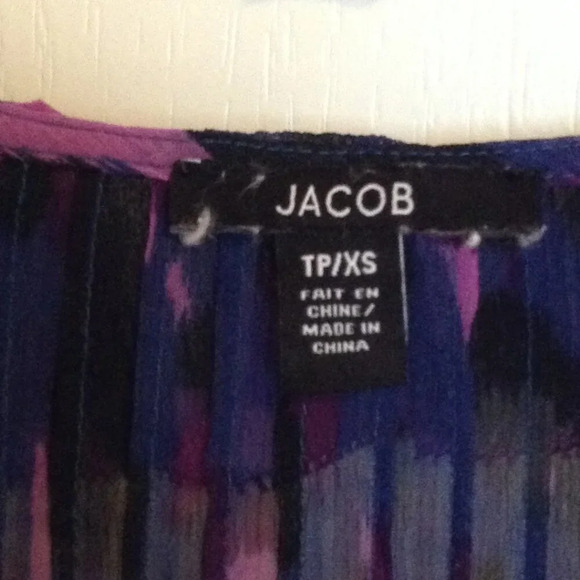 JACOB
TP/XS
FAIT EN
CHINE/
MADE IN
CHINA